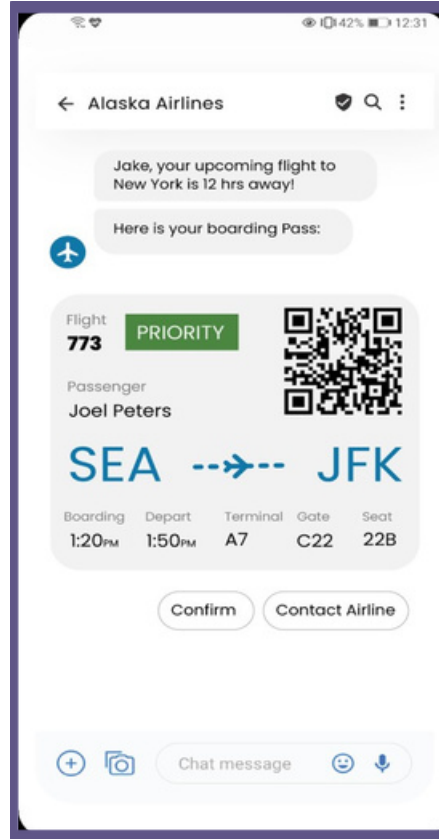 42% 12:31
Alaska Airlines
Jake, your upcoming flight to
New York is 12 hrs away!
Here is your boarding Pass:
Flight
773
PRIORITY
Passenger
Joel Peters
SEA JFK
Boarding Depart Terminal Gate Seat
1:20PM 1:50PM A7 C22 22B
Confirm Contact Airline
Chat message